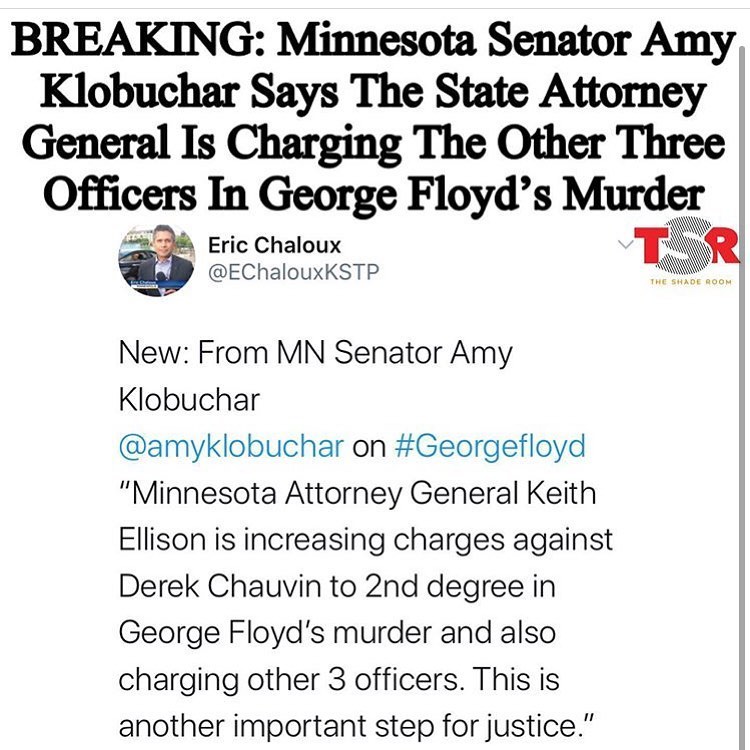 BREAKING: Minnesota Senator Amy
Klobuchar Says The State Attorney
General Is Charging The Other Three
Officers In George Floyd’s Murder
Eric Chaloux
@EChalouxKSTP
TSR
THE SHADE ROOM
New: From MN Senator Amy
Klobuchar
@amyklobuchar on #Georgefloyd
“Minnesota Attorney General Keith
Ellison is increasing charges against
Derek Chauvin to 2nd degree in
George Floyd’s murder and also
charging other 3 officers. This is
another important step for justice.”